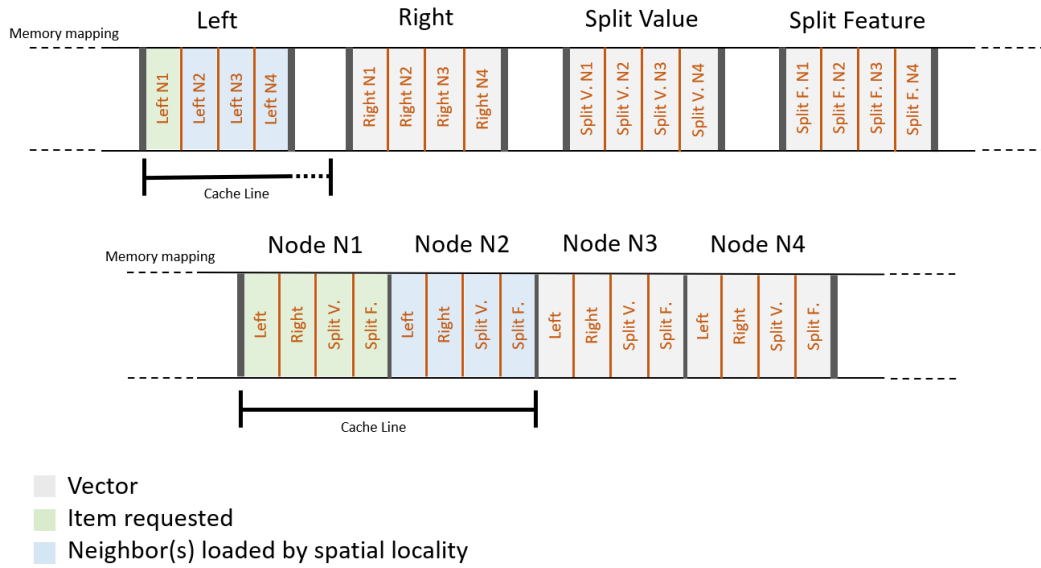 Left Right Split Value Split Feature
Memory mapping
Left N1 Left N2 Left N3 Left N4 Right N1 Right N2 Right N3 Right N4 Split V. N1 Split V. N2 Split V. N3 Split V. N4 Split F. N1 Split F. N2 Split F. N3 Split F. N4
Cache Line
Node N1 Node N2 Node N3 Node N4
Memory mapping
Left Right Split V. Split F. Left Right Split V. Split F. Left Right Split V. Split F. Left Right Split V. Split F.
Cache Line
Vector
Item requested
Neighbor(s) loaded by spatial locality